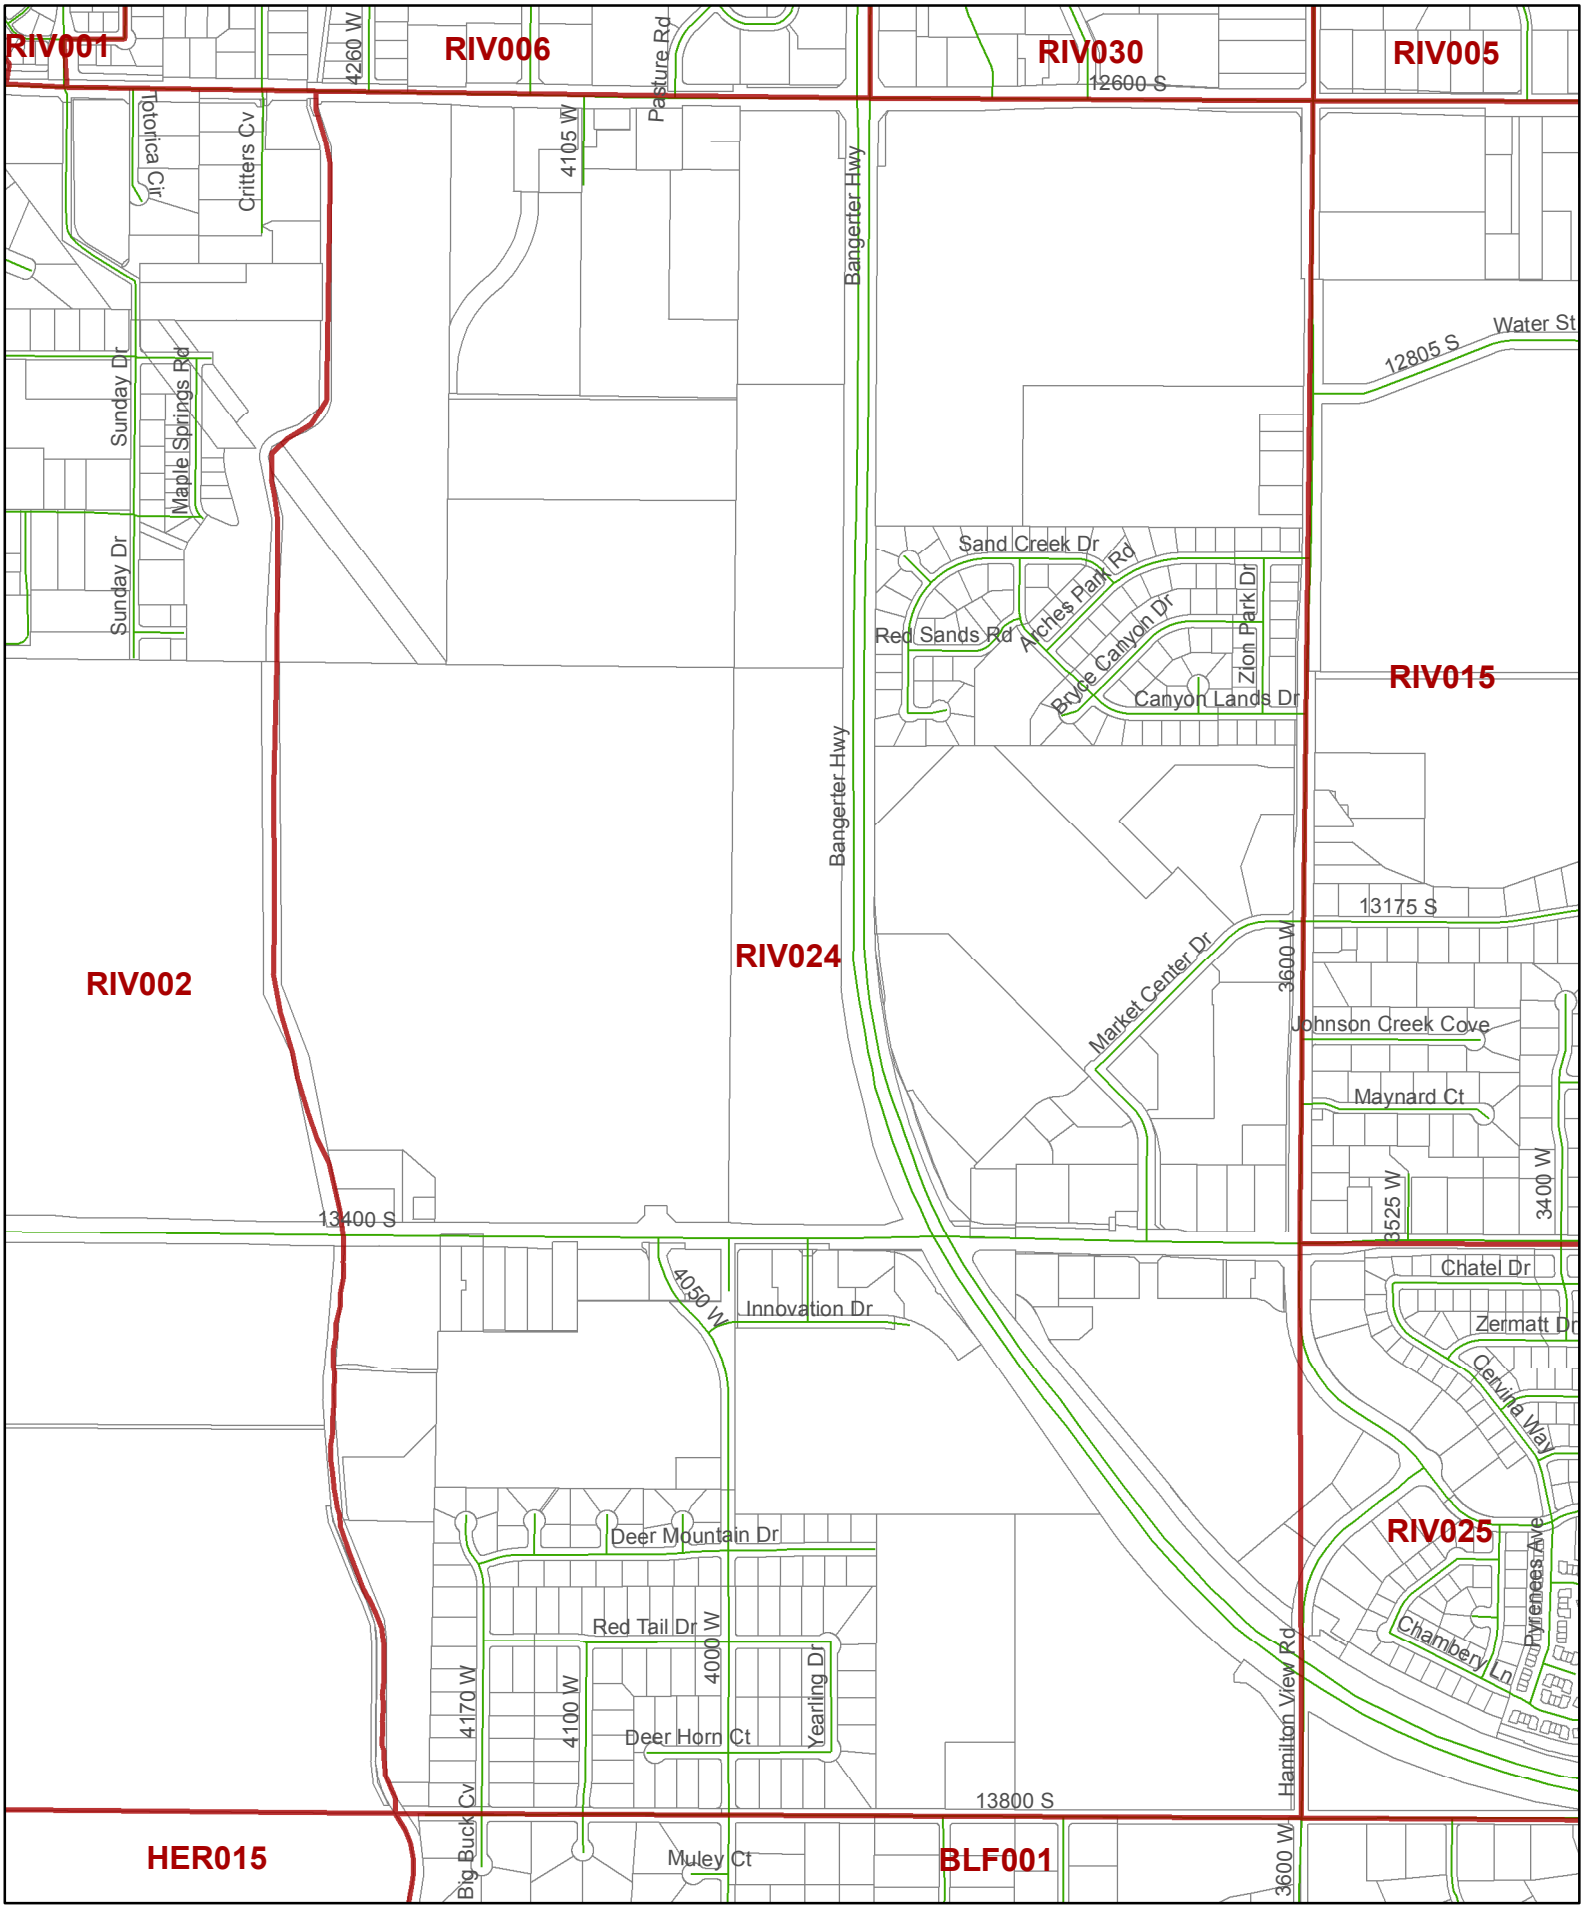 RIV001
4260 W
RIV006
Pasture Rd
RIV030
12600 S
RIV005
Totorica Cir
Critters Cv
4105 W
Bangerter Hwy
Water St
12805 S
Sunday Dr
Maple Springs Rd
Sunday Dr
Sand Creek Dr
Arches Park Rd
Red Sands Rd
Bryce Canyon Dr
Zion Park Dr
Canyon Lands Dr
RIV015
Bangerter Hwy
13175 S
RIV024
RIV002
Market Center Dr
3600 W
Johnson Creek Cove
Maynard Ct
3525 W
3400 W
13400 S
4050 W
Innovation Dr
Chatel Dr
Zermatt Dr
Cervina Way
RIV025
Pyrenees Ave
Deer Mountain Dr
Red Tail Dr
4000 W
Yearling Dr
4170 W
4100 W
Deer Horn Ct
Hamilton View Rd
Chambery Ln
13800 S
Big Buck Cv
HER015
Muley Ct
BLF001
3600 W